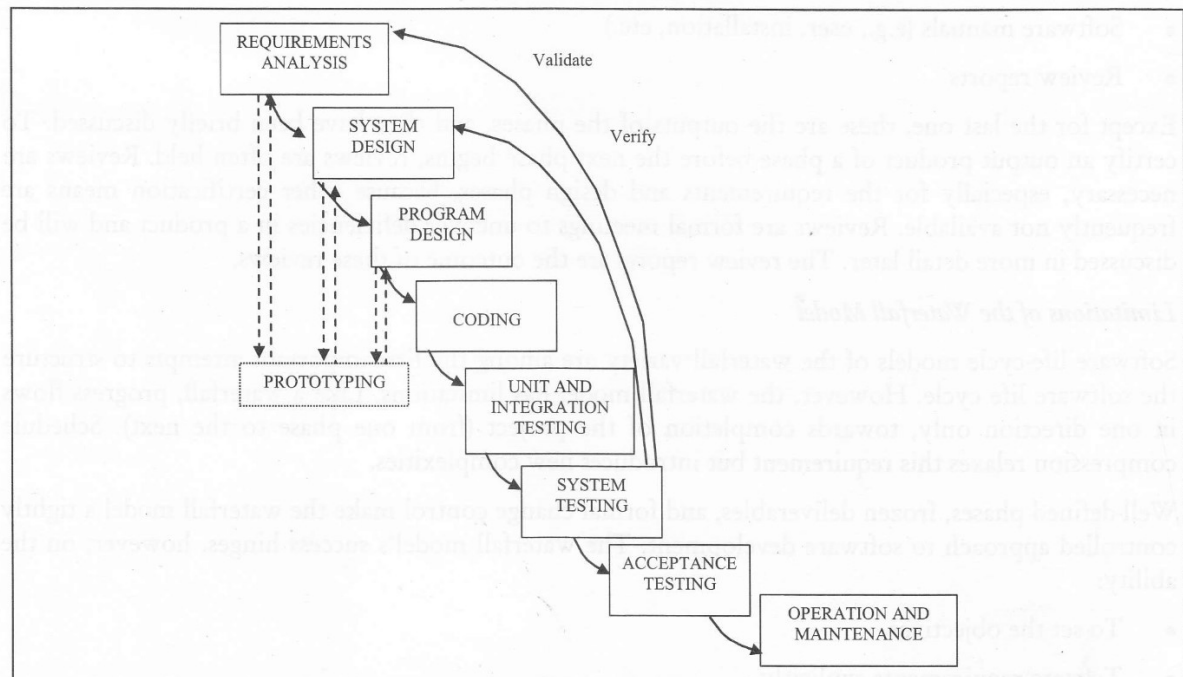 REQUIREMENTS
ANALYSIS
Validate
SYSTEM
DESIGN
Verify
PROGRAM
DESIGN
CODING
PROTOTYPING
UNIT AND
INTEGRATION
TESTING
SYSTEM
TESTING
ACCEPTANCE
TESTING
OPERATION AND
MAINTENANCE
Software manuals (e.g., user, installation, etc.)
Review reports
Except for the last one, these are the outputs of the phases, and have been briefly discussed. To
certify an output product of a phase before the next phase begins, reviews are often held. Reviews are
necessary, especially for the requirements and design phases, because other certification means are
frequently not available. Reviews are formal meetings to uncover deficiencies in a product and will be
discussed in more detail later. The review reports are the outcome of these reviews.
Limitations of the Waterfall Model
Software life-cycle models of the waterfall variety are among the attempts to structure
the software life cycle. However, the waterfall model has limitations. Like a waterfall, progress flows
in one direction only, towards completion of the project (from one phase to the next). Schedule
compression relaxes this requirement but introduces new complexities.
Well-defined phases, frozen deliverables, and formal change control make the waterfall model a tightly
controlled approach to software development. The waterfall model's success hinges, however, on the
ability:
To set the objectives